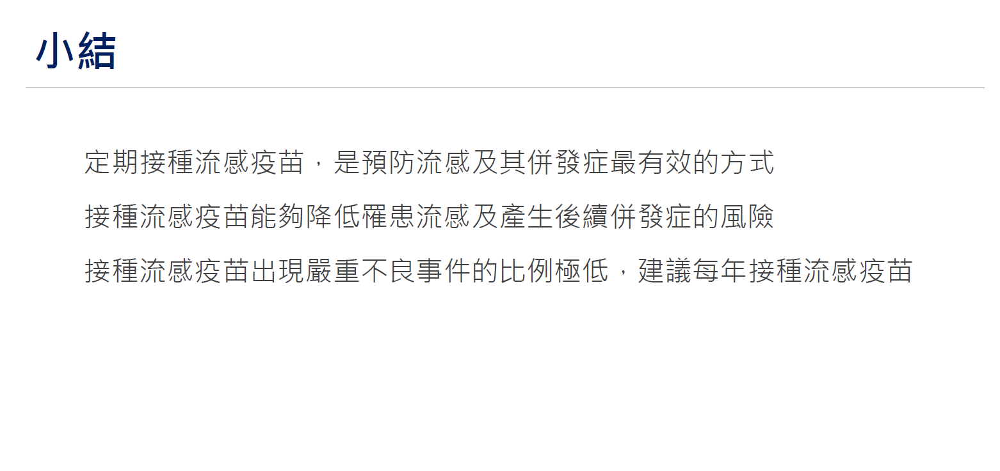 小結
定期接種流感疫苗，是預防流感及其併發症最有效的方式
接種流感疫苗能夠降低罹患流感及產生後續併發症的風險
接種流感疫苗出現嚴重不良事件的比例極低，建議每年接種流感疫苗